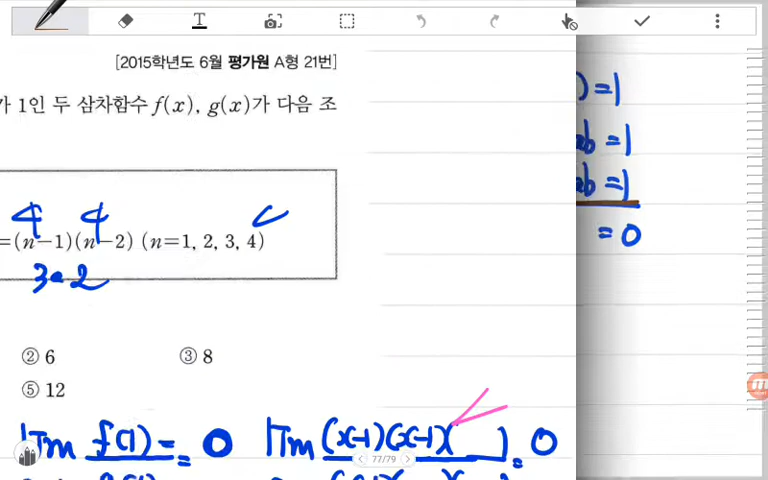 [2015학년도 6월 평가원 A형 21번]
가 1인 두 삼차함수 f(x), g(x)가 다음 조
) =1
ab =1
ab =1
= 0
4 4
=(n-1)(n-2) (n=1, 2, 3, 4)
3 2
② 6 ③ 8
⑤ 12
lim f(1) = 0 lim (x-1)(x-1)( ) = 0
77/79